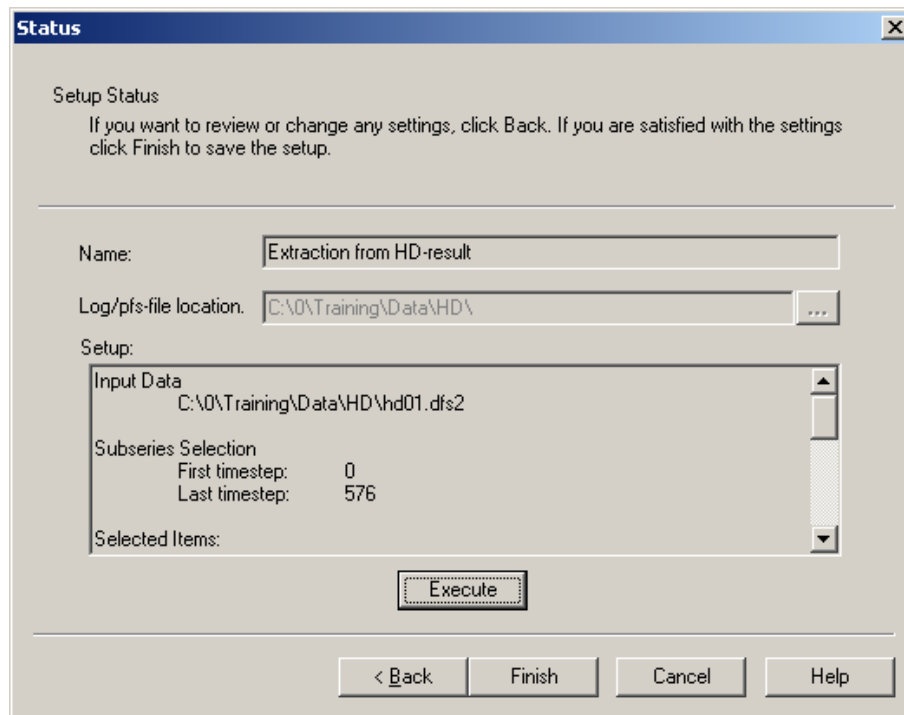 Status
Setup Status
If you want to review or change any settings, click Back. If you are satisfied with the settings
click Finish to save the setup.
Name: Extraction from HD-result
Log/pfs-file location. C:\0\Training\Data\HD\ ...
Setup:
Input Data
C:\0\Training\Data\HD\hd01.dfs2
Subseries Selection
First timestep: 0
Last timestep: 576
Selected Items:
Execute
< Back Finish Cancel Help